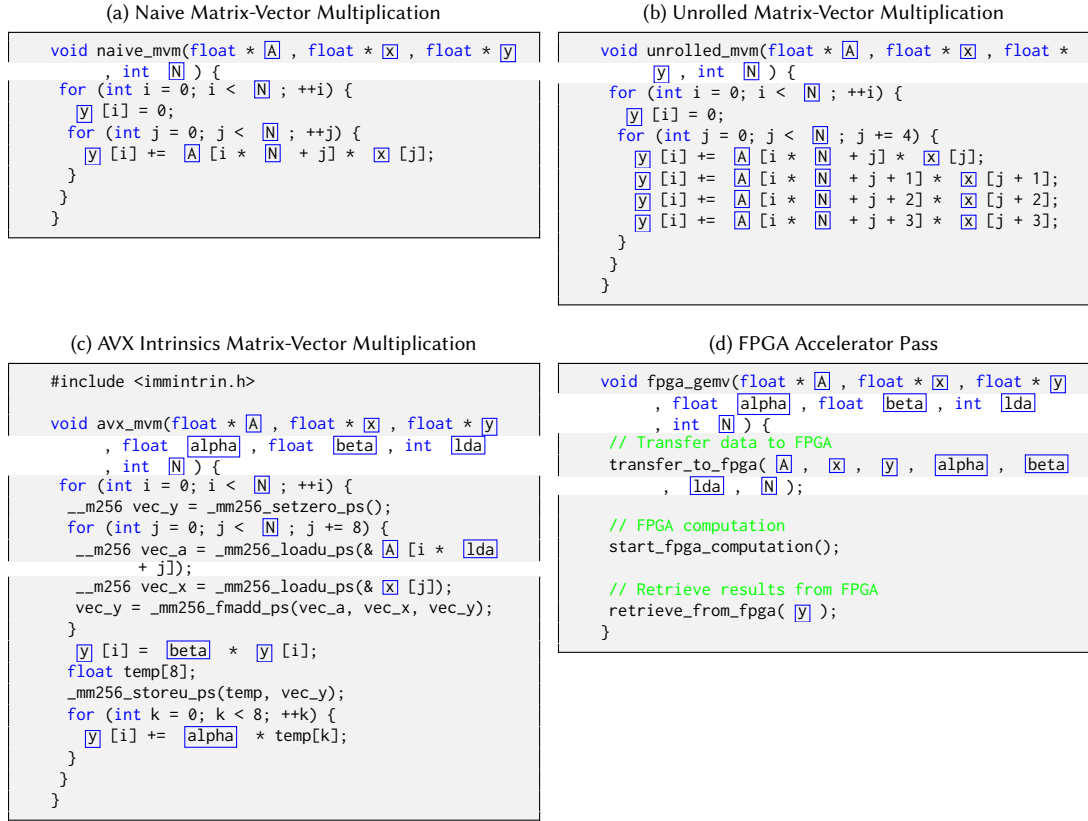 (a) Naive Matrix-Vector Multiplication
void naive_mvm(float * A , float * x , float * y
, int N ) {
for (int i = 0; i < N ; ++i) {
y [i] = 0;
for (int j = 0; j < N ; ++j) {
y [i] += A [i * N + j] * x [j];
}
}
}
(b) Unrolled Matrix-Vector Multiplication
void unrolled_mvm(float * A , float * x , float *
y , int N ) {
for (int i = 0; i < N ; ++i) {
y [i] = 0;
for (int j = 0; j < N ; j += 4) {
y [i] += A [i * N + j] * x [j];
y [i] += A [i * N + j + 1] * x [j + 1];
y [i] += A [i * N + j + 2] * x [j + 2];
y [i] += A [i * N + j + 3] * x [j + 3];
}
}
}
(c) AVX Intrinsics Matrix-Vector Multiplication
#include <immintrin.h>
void avx_mvm(float * A , float * x , float * y
, float alpha , float beta , int lda
, int N ) {
for (int i = 0; i < N ; ++i) {
__m256 vec_y = _mm256_setzero_ps();
for (int j = 0; j < N ; j += 8) {
__m256 vec_a = _mm256_loadu_ps(& A [i * lda
+ j]);
__m256 vec_x = _mm256_loadu_ps(& x [j]);
vec_y = _mm256_fmadd_ps(vec_a, vec_x, vec_y);
}
y [i] = beta * y [i];
float temp[8];
_mm256_storeu_ps(temp, vec_y);
for (int k = 0; k < 8; ++k) {
y [i] += alpha * temp[k];
}
}
}
(d) FPGA Accelerator Pass
void fpga_gemv(float * A , float * x , float * y
, float alpha , float beta , int lda
, int N ) {
// Transfer data to FPGA
transfer_to_fpga( A , x , y , alpha , beta
, lda , N );
// FPGA computation
start_fpga_computation();
// Retrieve results from FPGA
retrieve_from_fpga( y );
}